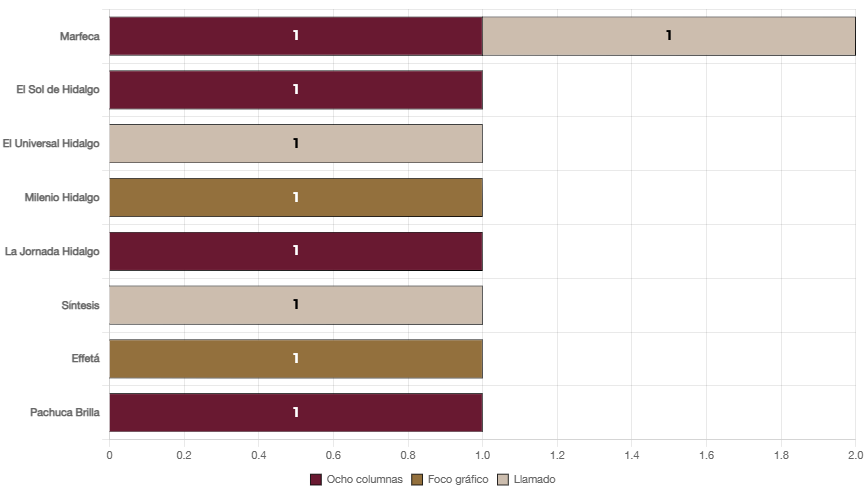 Marfeca 1 1
El Sol de Hidalgo 1
El Universal Hidalgo 1
Milenio Hidalgo 1
La Jornada Hidalgo 1
Síntesis 1
Effetá 1
Pachuca Brilla 1
0 0.2 0.4 0.6 0.8 1.0 1.2 1.4 1.6 1.8 2.0
Ocho columnas Foco gráfico Llamado